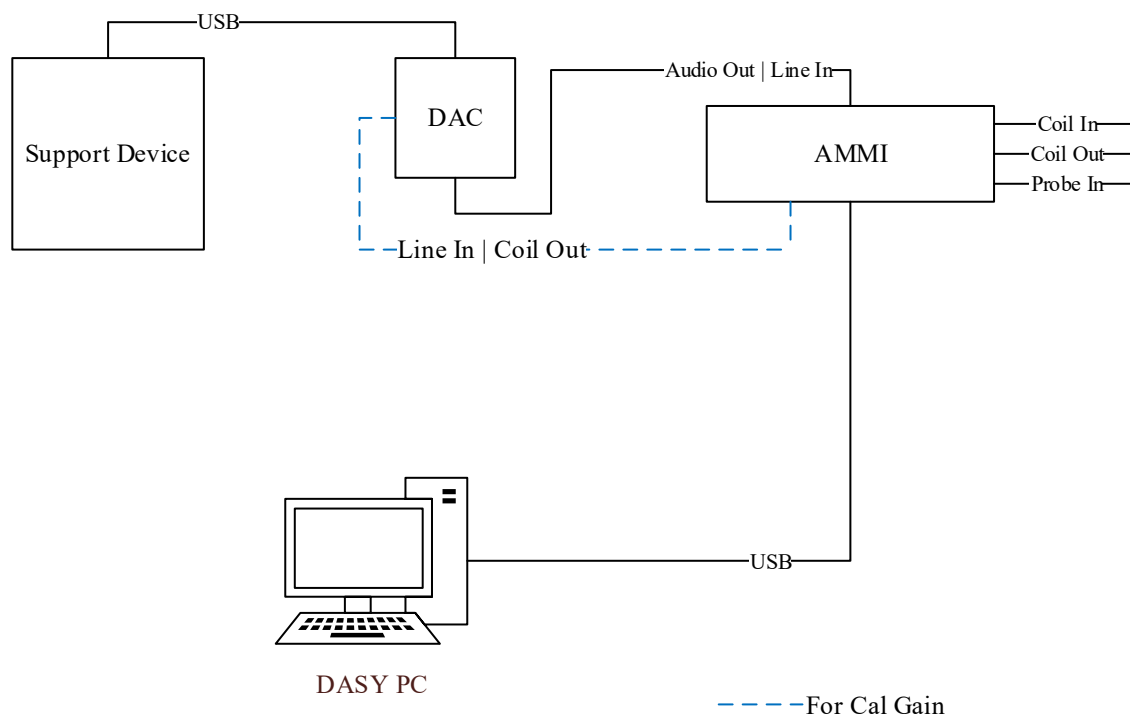 USB
Support Device
DAC
Audio Out | Line In
AMMI
Coil In
Coil Out
Probe In
Line In | Coil Out
USB
DASY PC
For Cal Gain